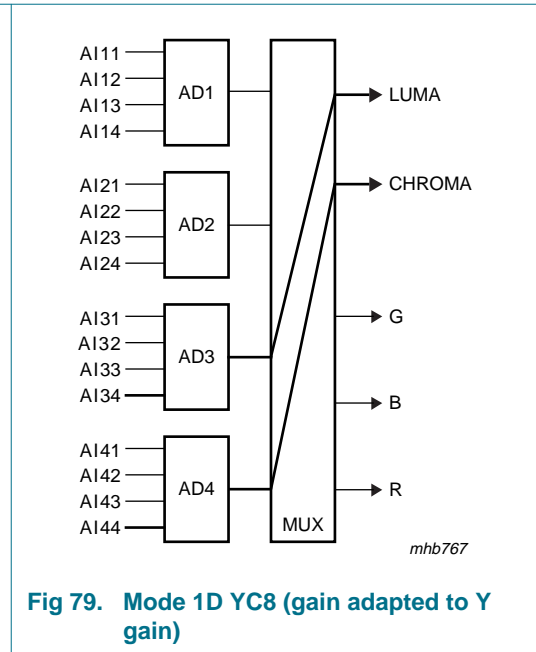 AI11
AI12
AI13
AI14
AD1
AI21
AI22
AI23
AI24
AD2
AI31
AI32
AI33
AI34
AD3
AI41
AI42
AI43
AI44
AD4
MUX
LUMA
CHROMA
G
B
R
mhb767
Fig 79. Mode 1D YC8 (gain adapted to Y
gain)